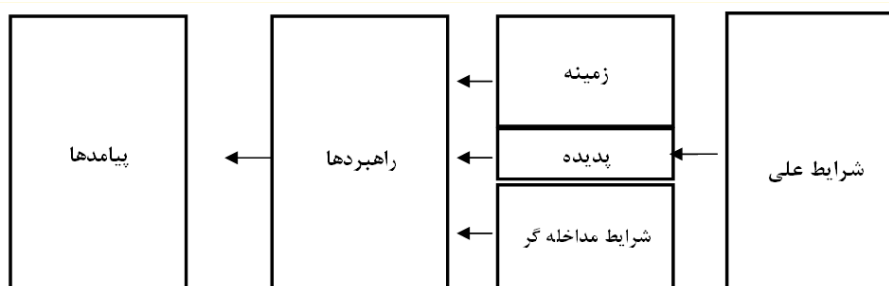 شرایط علی
زمینه
پدیده
شرایط مداخله گر
راهبردها
پیامدها